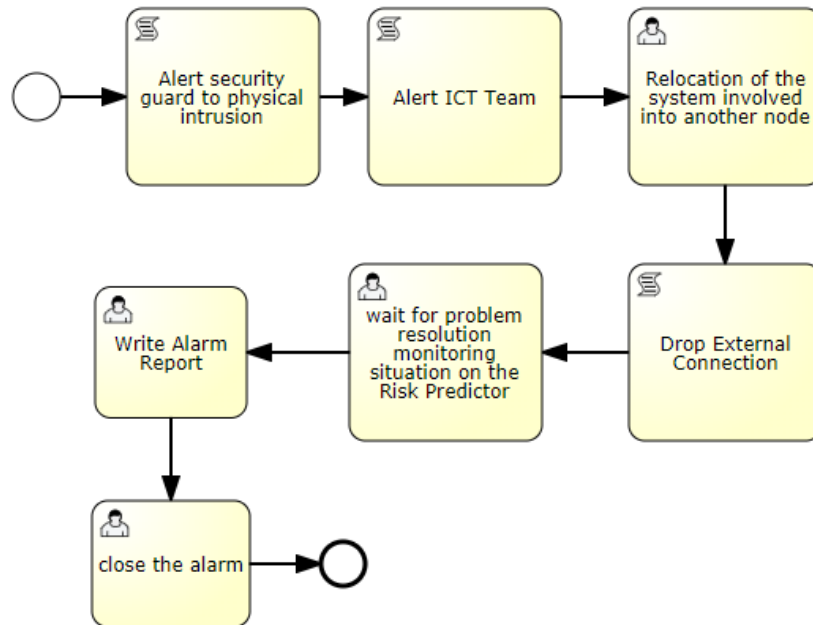 Alert security
guard to physical
intrusion
Alert ICT Team
Relocation of the
system involved
into another node
Drop External
Connection
wait for problem
resolution
monitoring
situation on the
Risk Predictor
Write Alarm
Report
close the alarm